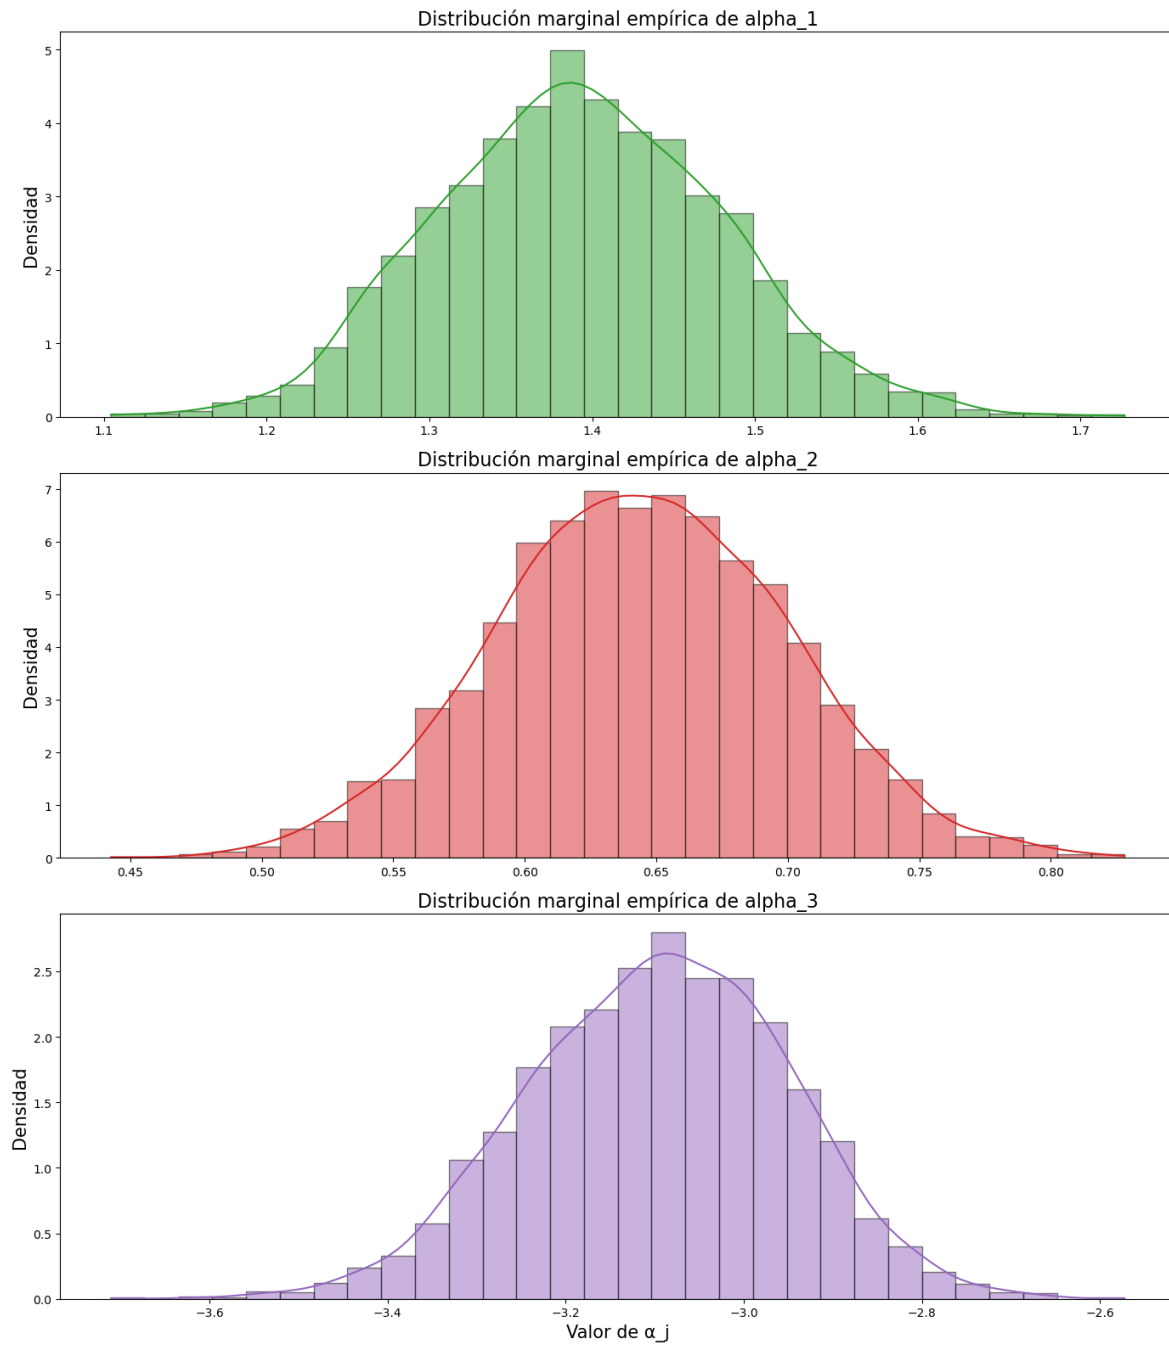 Distribución marginal empírica de alpha_1
Densidad
5
4
3
2
1
0
1.1 1.2 1.3 1.4 1.5 1.6 1.7
Distribución marginal empírica de alpha_2
Densidad
7
6
5
4
3
2
1
0
0.45 0.50 0.55 0.60 0.65 0.70 0.75 0.80
Distribución marginal empírica de alpha_3
Densidad
2.5
2.0
1.5
1.0
0.5
0.0
−3.6 −3.4 −3.2 −3.0 −2.8 −2.6
Valor de α_j